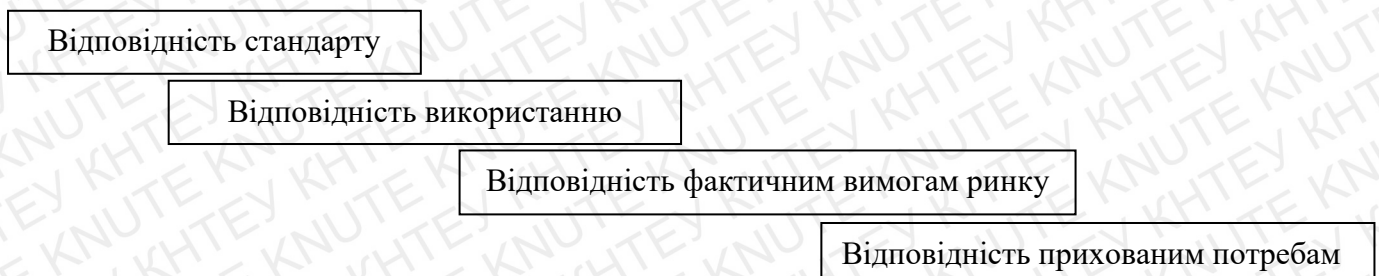 Відповідність стандарту
Відповідність використанню
Відповідність фактичним вимогам ринку
Відповідність прихованим потребам